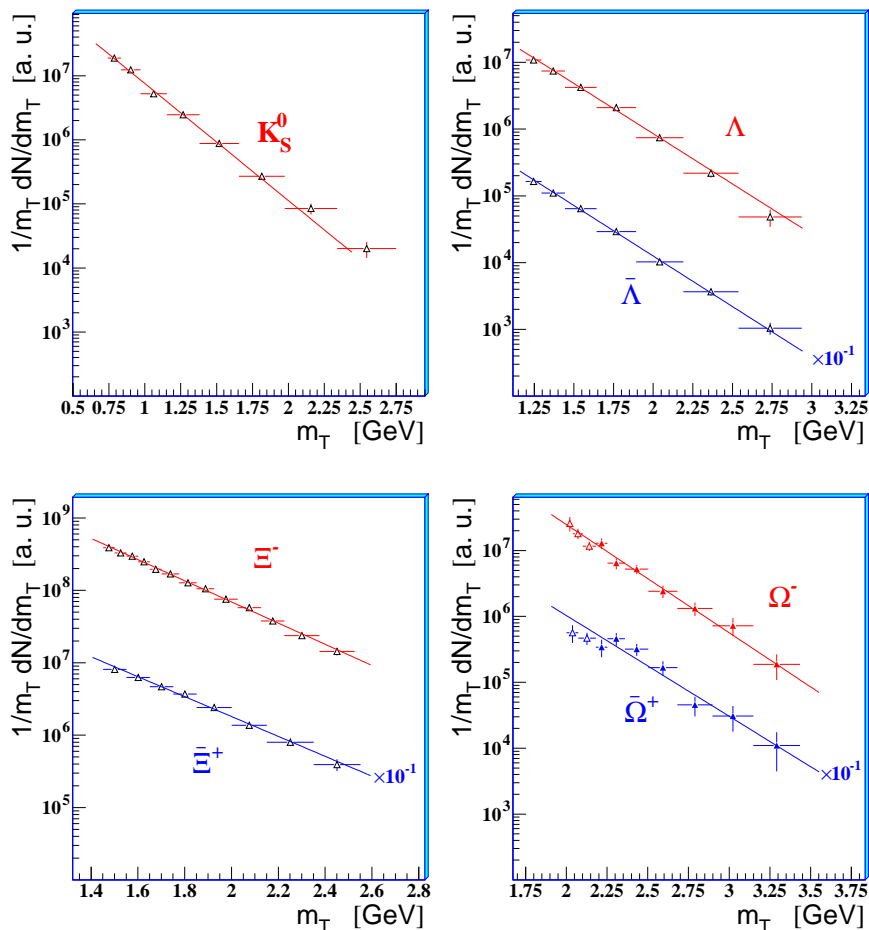 1/m_T dN/dm_T [a. u.]
10^7
10^6
10^5
10^4
10^3
K_S^0
0.5 0.75 1 1.25 1.5 1.75 2 2.25 2.5 2.75
m_T [GeV]
1/m_T dN/dm_T [a. u.]
10^7
10^6
10^5
10^4
10^3
Λ
Λ̄
×10^-1
1.25 1.5 1.75 2 2.25 2.5 2.75 3 3.25
m_T [GeV]
1/m_T dN/dm_T [a. u.]
10^9
10^8
10^7
10^6
10^5
Ξ^-
Ξ̄^+
×10^-1
1.4 1.6 1.8 2 2.2 2.4 2.6 2.8
m_T [GeV]
1/m_T dN/dm_T [a. u.]
10^7
10^6
10^5
10^4
10^3
Ω^-
Ω̄^+
×10^-1
1.75 2 2.25 2.5 2.75 3 3.25 3.5 3.75
m_T [GeV]